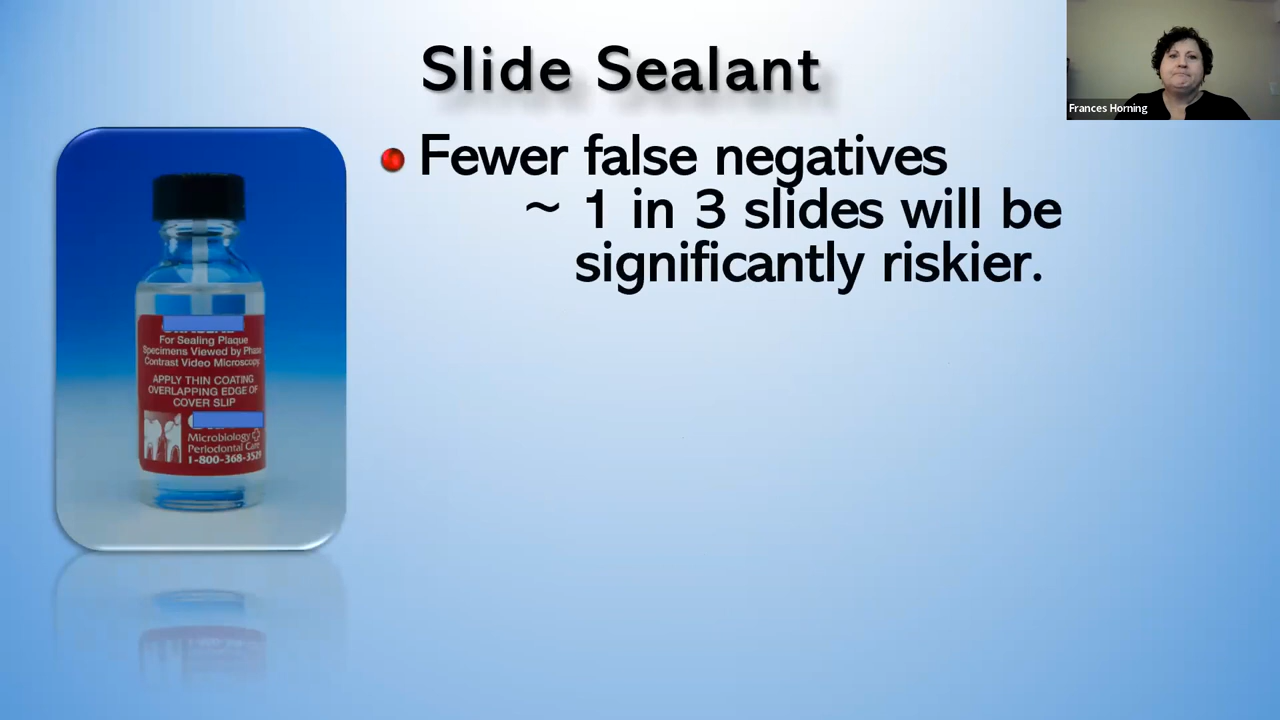 Slide Sealant
Frances Horning
Fewer false negatives
~ 1 in 3 slides will be
significantly riskier.
For Sealing Plaque
Specimens Viewed by Phase
Contrast Video Microscopy
APPLY THIN COATING
OVERLAPPING EDGE OF
COVER SLIP
Microbiology
Periodontal Care
1-800-368-3529